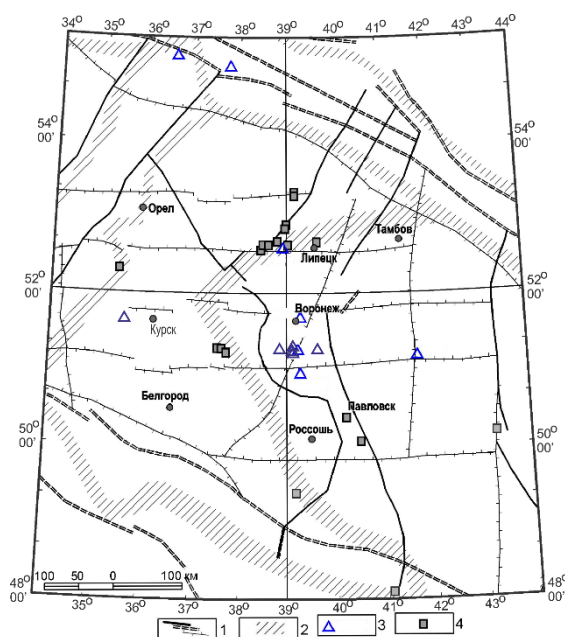 34° 35° 36° 37° 38° 39° 40° 41° 42° 43° 44°
54° 00'
54° 00'
Орел
Тамбов
Липецк
52° 00'
52° 00'
Воронеж
Курск
Белгород
Павловск
50° 00'
50° 00'
Россошь
48° 00'
48° 00'
100 50 0 100 км
35° 36° 37° 38° 39° 40° 41° 42° 43°
1 2 3 4